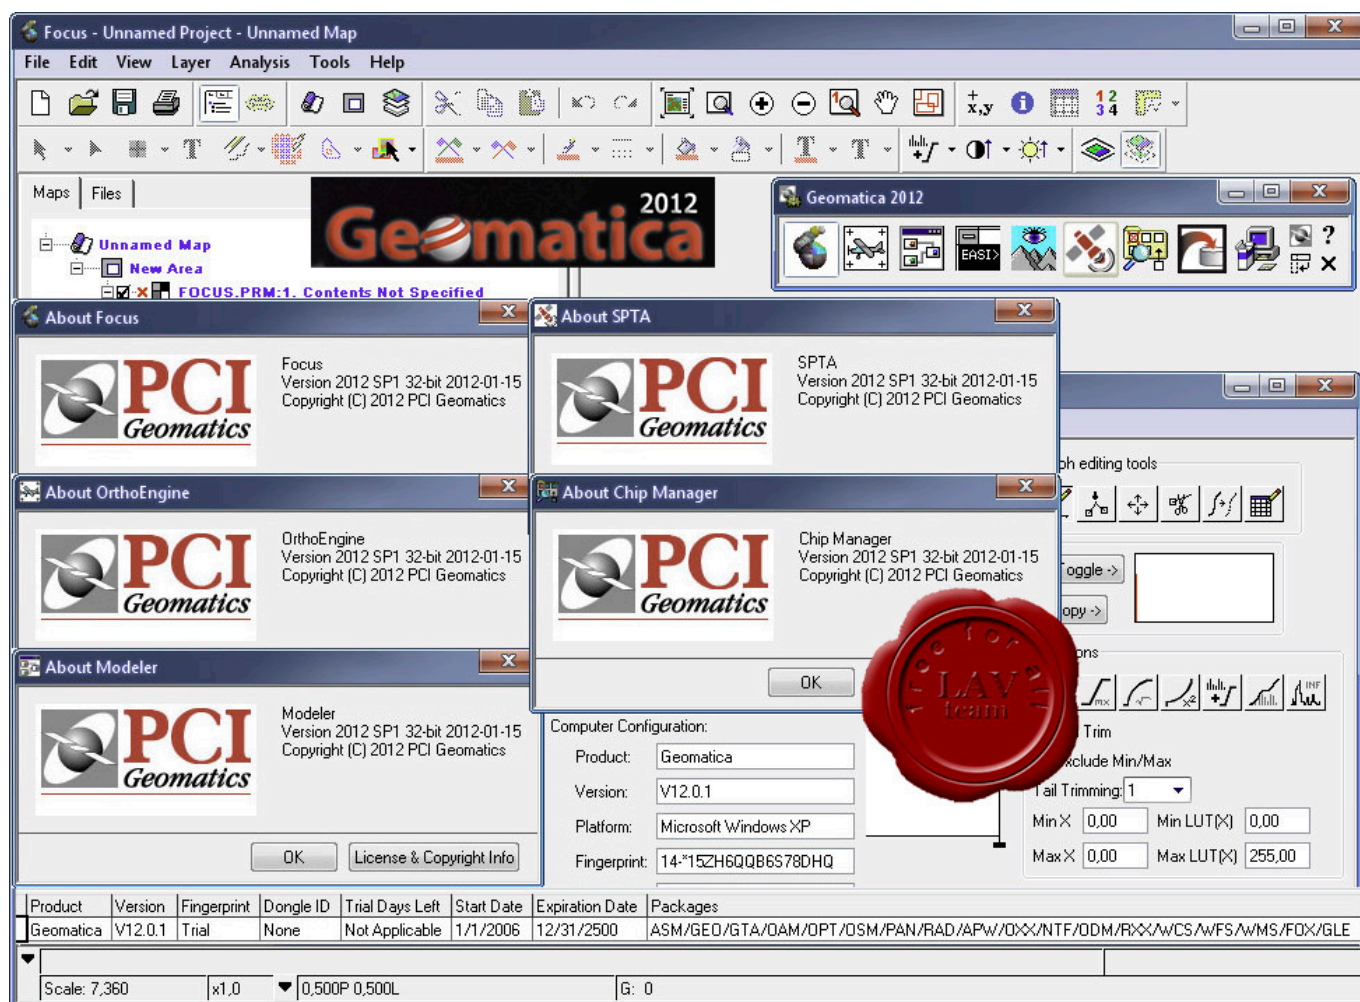 Focus - Unnamed Project - Unnamed Map
File Edit View Layer Analysis Tools Help
x,y
1 2
3 4
Maps Files
2012
Geomatica
Geomatica 2012
EASI>
Unnamed Map
New Area
FOCUS.PRM:1. Contents Not Specified
About Focus
PCI
Geomatics
Focus
Version 2012 SP1 32-bit 2012-01-15
Copyright (C) 2012 PCI Geomatics
About SPTA
PCI
Geomatics
SPTA
Version 2012 SP1 32-bit 2012-01-15
Copyright (C) 2012 PCI Geomatics
About OrthoEngine
PCI
Geomatics
OrthoEngine
Version 2012 SP1 32-bit 2012-01-15
Copyright (C) 2012 PCI Geomatics
About Chip Manager
PCI
Geomatics
Chip Manager
Version 2012 SP1 32-bit 2012-01-15
Copyright (C) 2012 PCI Geomatics
OK
About Modeler
PCI
Geomatics
Modeler
Version 2012 SP1 32-bit 2012-01-15
Copyright (C) 2012 PCI Geomatics
OK License & Copyright Info
free for all
LAV
team
ph editing tools
oggle ->
opy ->
ons
INF
Trim
xclude Min/Max
Tail Trimming: 1
Min X 0,00 Min LUT(X) 0,00
Max X 0,00 Max LUT(X) 255,00
Computer Configuration:
Product: Geomatica
Version: V12.0.1
Platform: Microsoft Windows XP
Fingerprint: 14-*15ZH6QQB6S78DHQ
Product Version Fingerprint Dongle ID Trial Days Left Start Date Expiration Date Packages
Geomatica V12.0.1 Trial None Not Applicable 1/1/2006 12/31/2500 ASM/GEO/GTA/OAM/OPT/OSM/PAN/RAD/APW/OXX/NTF/ODM/RXX/WCS/WFS/WMS/FOX/GLE
Scale: 7,360 x1,0 0,500P 0,500L G: 0